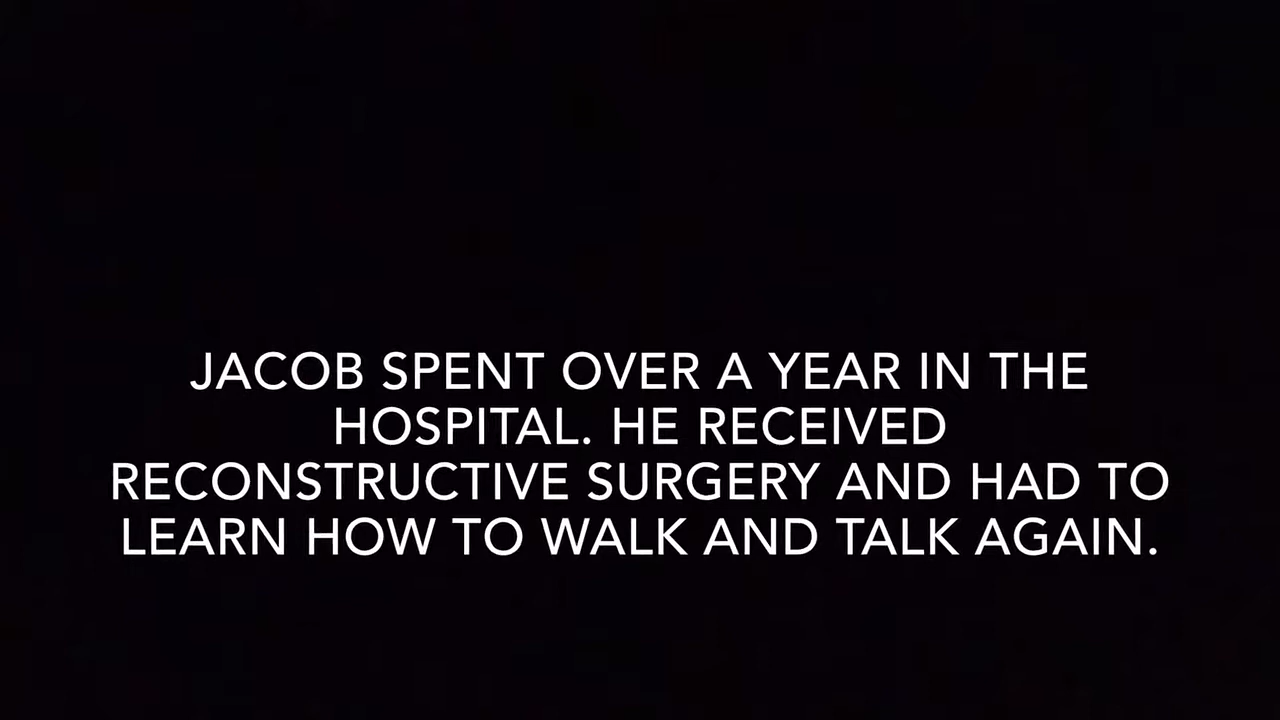 JACOB SPENT OVER A YEAR IN THE
HOSPITAL. HE RECEIVED
RECONSTRUCTIVE SURGERY AND HAD TO
LEARN HOW TO WALK AND TALK AGAIN.